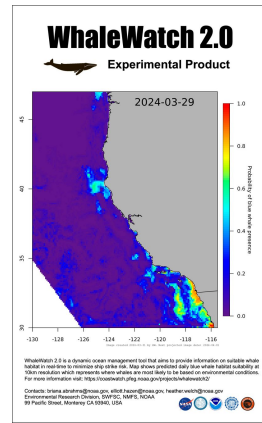 WhaleWatch 2.0
Experimental Product
2024-03-29
45
40
35
30
-130
-128
-126
-124
-122
-120
-118
-116
1.0
0.8
0.6
0.4
0.2
0.0
Probability of blue whale presence
WhaleWatch 2.0 is a dynamic ocean management tool that aims to provide information on suitable whale
habitat in real-time to minimize ship strike risk. Map shows predicted daily blue whale habitat suitability at
10km resolution which represents where whales are most likely to be based on environmental conditions.
For more information visit: https://coastwatch.pfeg.noaa.gov/projects/whalewatch2/
Contacts: briana.abrahms@noaa.gov, elliott.hazen@noaa.gov, heather.welch@noaa.gov
Environmental Research Division, SWFSC, NMFS, NOAA
99 Pacific Street, Monterey CA 93940, USA
NASA